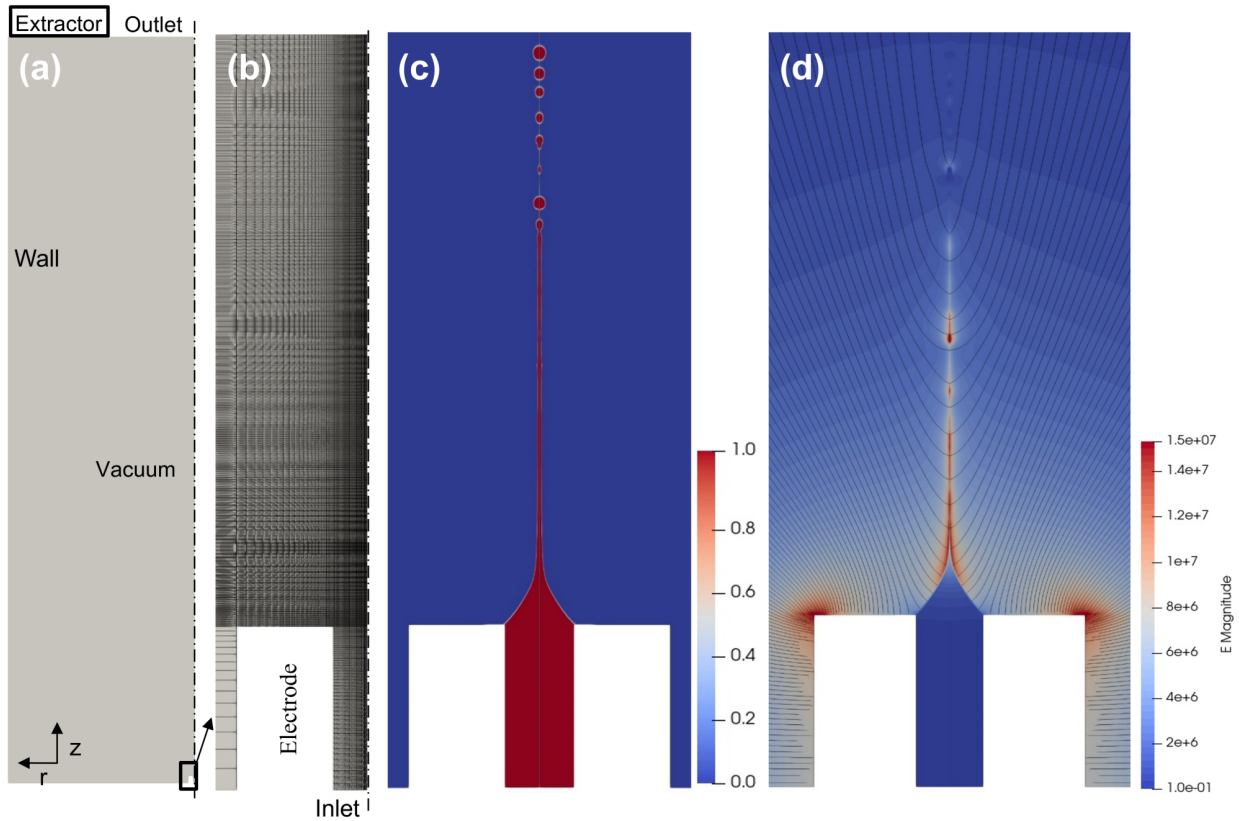 Extractor
Outlet
(a)
(b)
(c)
(d)
Wall
Vacuum
z
r
Electrode
Inlet
1.0
0.8
0.6
0.4
0.2
0.0
1.5e+07
1.4e+7
1.2e+7
1e+7
8e+6
6e+6
4e+6
2e+6
1.0e-01
E Magnitude